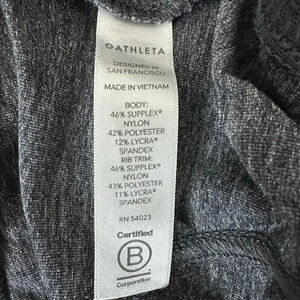 ATHLETA
DESIGNED IN
SAN FRANCISCO
MADE IN VIETNAM
BODY:
46% SUPPLEX®
NYLON
42% POLYESTER
12% LYCRA®
SPANDEX
RIB TRIM:
46% SUPPLEX®
NYLON
43% POLYESTER
11% LYCRA®
SPANDEX
RN 54023
Certified
B
Corporation